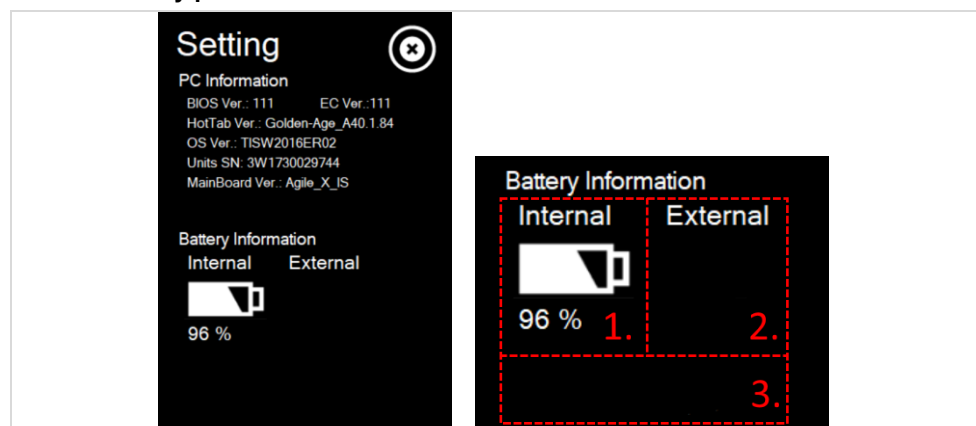 Setting
PC Information
BIOS Ver.: 111 EC Ver.:111
HotTab Ver.: Golden-Age_A40.1.84
OS Ver.: TISW2016ER02
Units SN: 3W1730029744
MainBoard Ver.: Agile_X_IS
Battery Information
Internal External
96 %
Battery Information
Internal External
96 % 1. 2.
3.